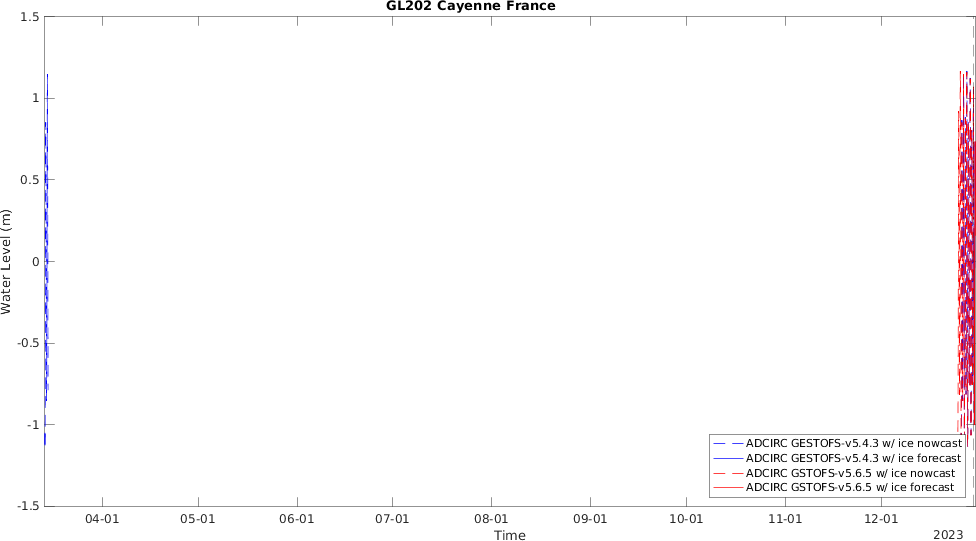 GL202 Cayenne France
1.5
1
0.5
0
-0.5
-1
-1.5
Water Level (m)
04-01 05-01 06-01 07-01 08-01 09-01 10-01 11-01 12-01
Time
2023
ADCIRC GESTOFS-v5.4.3 w/ ice nowcast
ADCIRC GESTOFS-v5.4.3 w/ ice forecast
ADCIRC GSTOFS-v5.6.5 w/ ice nowcast
ADCIRC GSTOFS-v5.6.5 w/ ice forecast